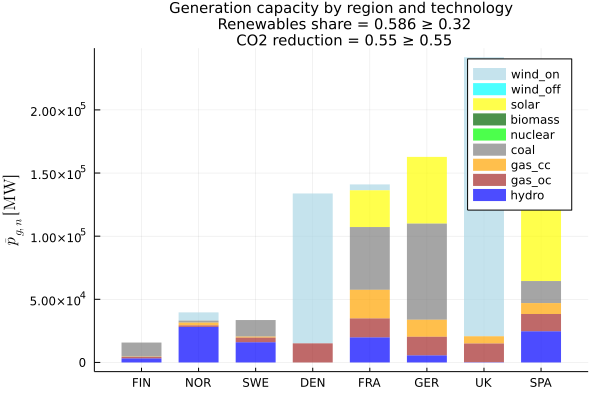 Generation capacity by region and technology
Renewables share = 0.586 ≥ 0.32
CO2 reduction = 0.55 ≥ 0.55
wind_on
wind_off
solar
biomass
nuclear
coal
gas_cc
gas_oc
hydro
2.00×10⁵
1.50×10⁵
1.00×10⁵
5.00×10⁴
0
p̄_{g,n} [MW]
FIN NOR SWE DEN FRA GER UK SPA